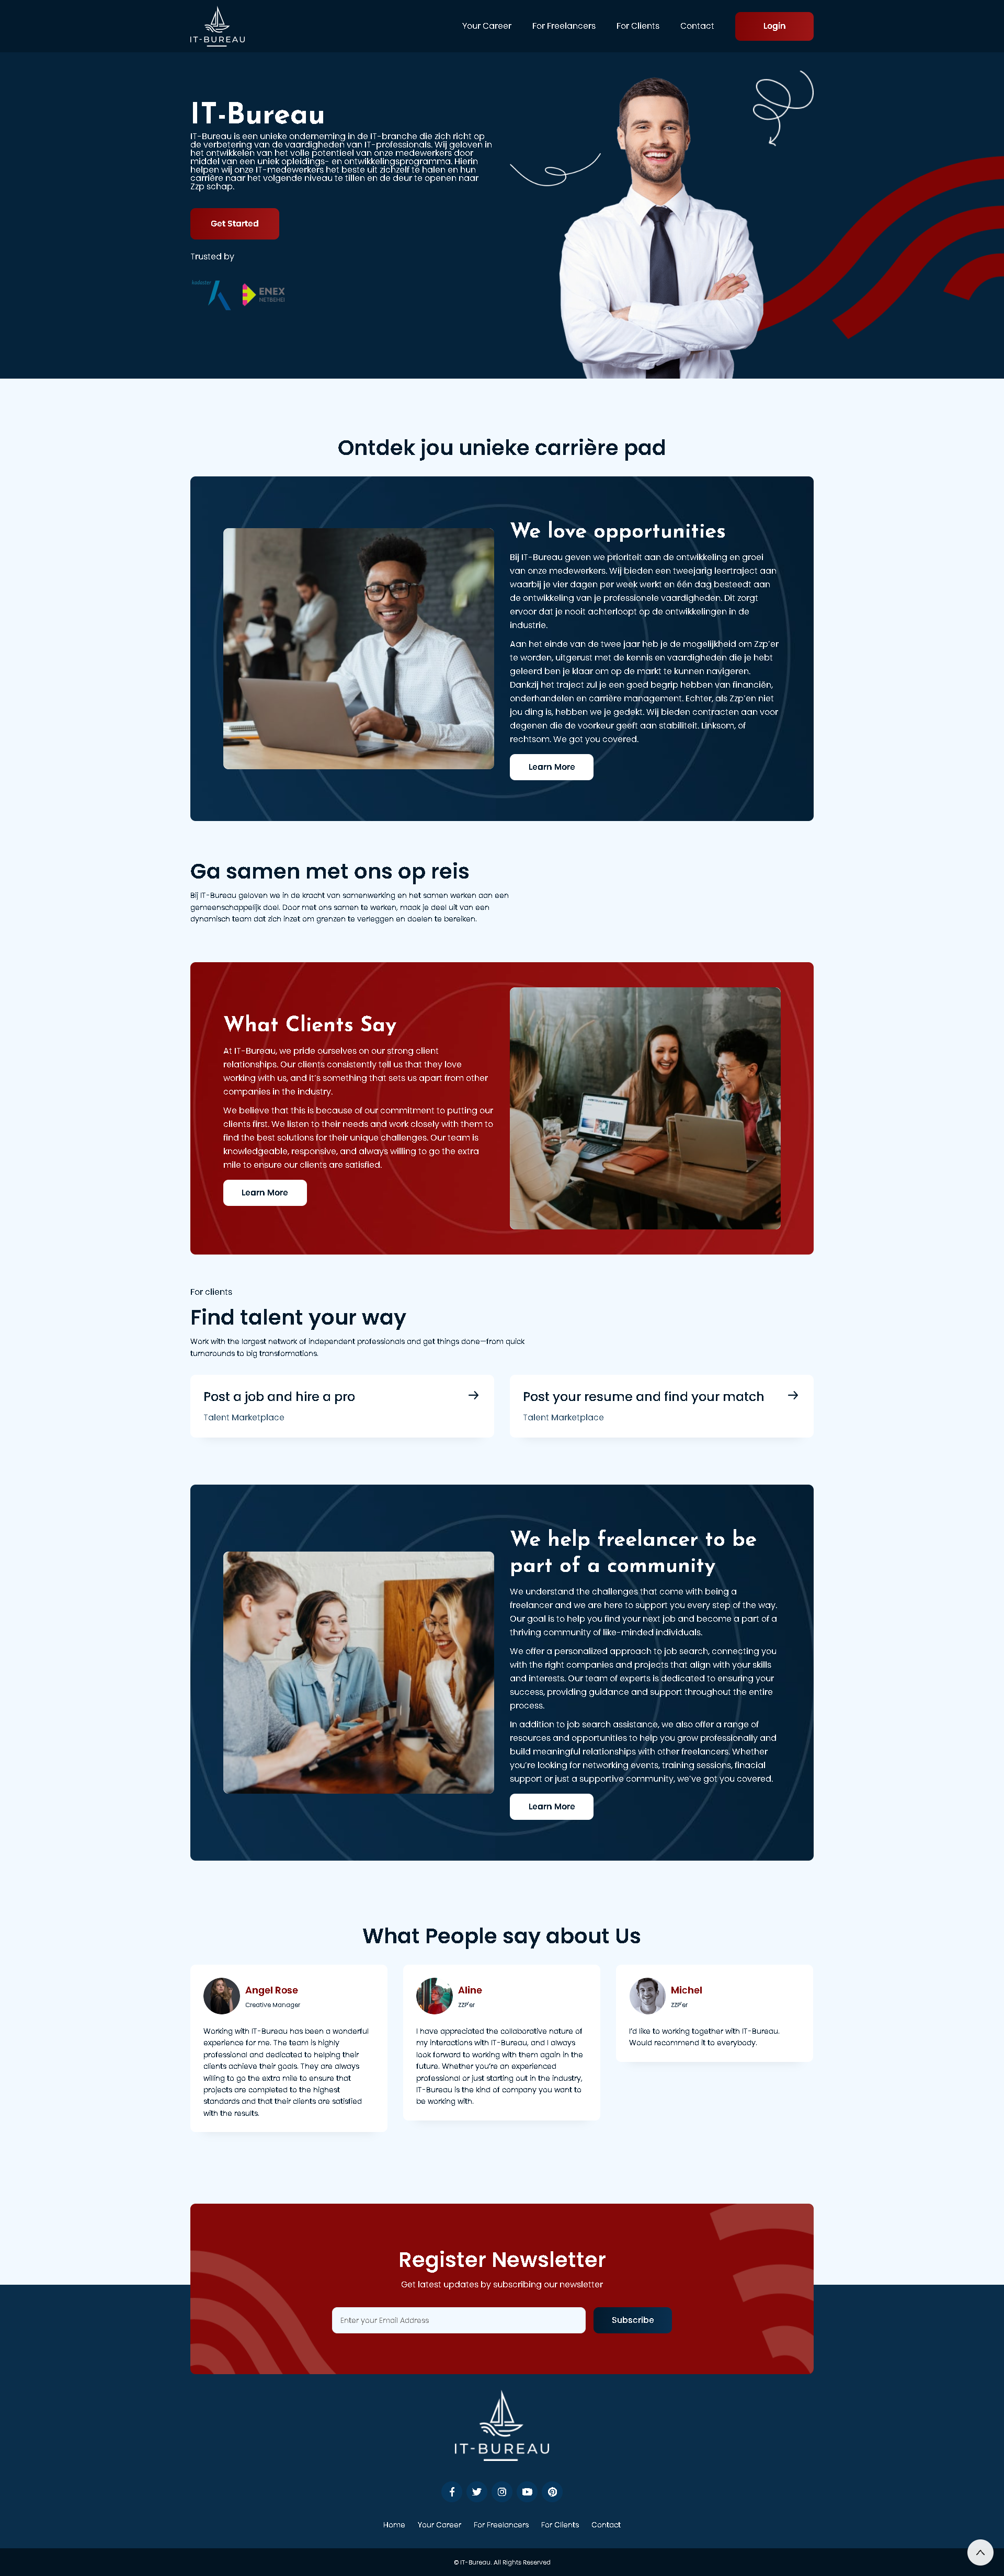 IT-BUREAU
Your Career
For Freelancers
For Clients
Contact
Login
IT-Bureau
IT-Bureau is een unieke onderneming in de IT-branche die zich richt op
de verbetering van de vaardigheden van IT-professionals. Wij geloven in
het ontwikkelen van het volle potentieel van onze medewerkers door
middel van een uniek opleidings- en ontwikkelingsprogramma. Hierin
helpen wij onze IT-medewerkers het beste uit zichzelf te halen en hun
carrière naar het volgende niveau te tillen en de deur te openen naar
Zzp schap.
Get Started
Trusted by
ENEX
NETBEHEER
Ontdek jou unieke carrière pad
We love opportunities
Bij IT-Bureau geven we prioriteit aan de ontwikkeling en groei
van onze medewerkers. Wij bieden een tweejarig leertraject aan
waarbij je vier dagen per week werkt en één dag besteedt aan
de ontwikkeling van je professionele vaardigheden. Dit zorgt
ervoor dat je nooit achterloopt op de ontwikkelingen in de
industrie.
Aan het einde van de twee jaar heb je de mogelijkheid om Zzp'er
te worden, uitgerust met de kennis en vaardigheden die je hebt
geleerd ben je klaar om op de markt te kunnen navigeren.
Dankzij het traject zul je een goed begrip hebben van financiën,
onderhandelen en carrière management. Echter, als Zzp'en niet
jou ding is, hebben we je gedekt. Wij bieden contracten aan voor
degenen die de voorkeur geeft aan stabiliteit. Linksom, of
rechtsom. We got you covered.
Learn More
Ga samen met ons op reis
Bij IT-Bureau geloven we in de kracht van samenwerking en het samen werken aan een
gemeenschappelijk doel. Door met ons samen te werken, maak je deel uit van een
dynamisch team dat zich inzet om grenzen te verleggen en doelen te bereiken.
What Clients Say
At IT-Bureau, we pride ourselves on our strong client
relationships. Our clients consistently tell us that they love
working with us, and it's something that sets us apart from other
companies in the industry.
We believe that this is because of our commitment to putting our
clients first. We listen to their needs and work closely with them to
find the best solutions for their unique challenges. Our team is
knowledgeable, responsive, and always willing to go the extra
mile to ensure our clients are satisfied.
Learn More
For clients
Find talent your way
Work with the largest network of independent professionals and get things done—from quick
turnarounds to big transformations.
Post a job and hire a pro
Talent Marketplace
Post your resume and find your match
Talent Marketplace
We help freelancer to be
part of a community
We understand the challenges that come with being a
freelancer and we are here to support you every step of the way.
Our goal is to help you find your next job and become a part of a
thriving community of like-minded individuals.
We offer a personalized approach to job search, connecting you
with the right companies and projects that align with your skills
and interests. Our team of experts is dedicated to ensuring your
success, providing guidance and support throughout the entire
process.
In addition to job search assistance, we also offer a range of
resources and opportunities to help you grow professionally and
build meaningful relationships with other freelancers. Whether
you're looking for networking events, training sessions, finacial
support or just a supportive community, we've got you covered.
Learn More
What People say about Us
Angel Rose
Creative Manager
Working with IT-Bureau has been a wonderful
experience for me. The team is highly
professional and dedicated to helping their
clients achieve their goals. They are always
willing to go the extra mile to ensure that
projects are completed to the highest
standards and that their clients are satisfied
with the results.
Aline
ZZP'er
I have appreciated the collaborative nature of
my interactions with IT-Bureau, and I always
look forward to working with them again in the
future. Whether you're an experienced
professional or just starting out in the industry,
IT-Bureau is the kind of company you want to
be working with.
Michel
ZZP'er
I'd like to working together with IT-Bureau.
Would recommend it to everybody.
Register Newsletter
Get latest updates by subscribing our newsletter
Enter your Email Address
Subscribe
IT-BUREAU
Home
Your Career
For Freelancers
For Clients
Contact
© IT-Bureau. All Rights Reserved